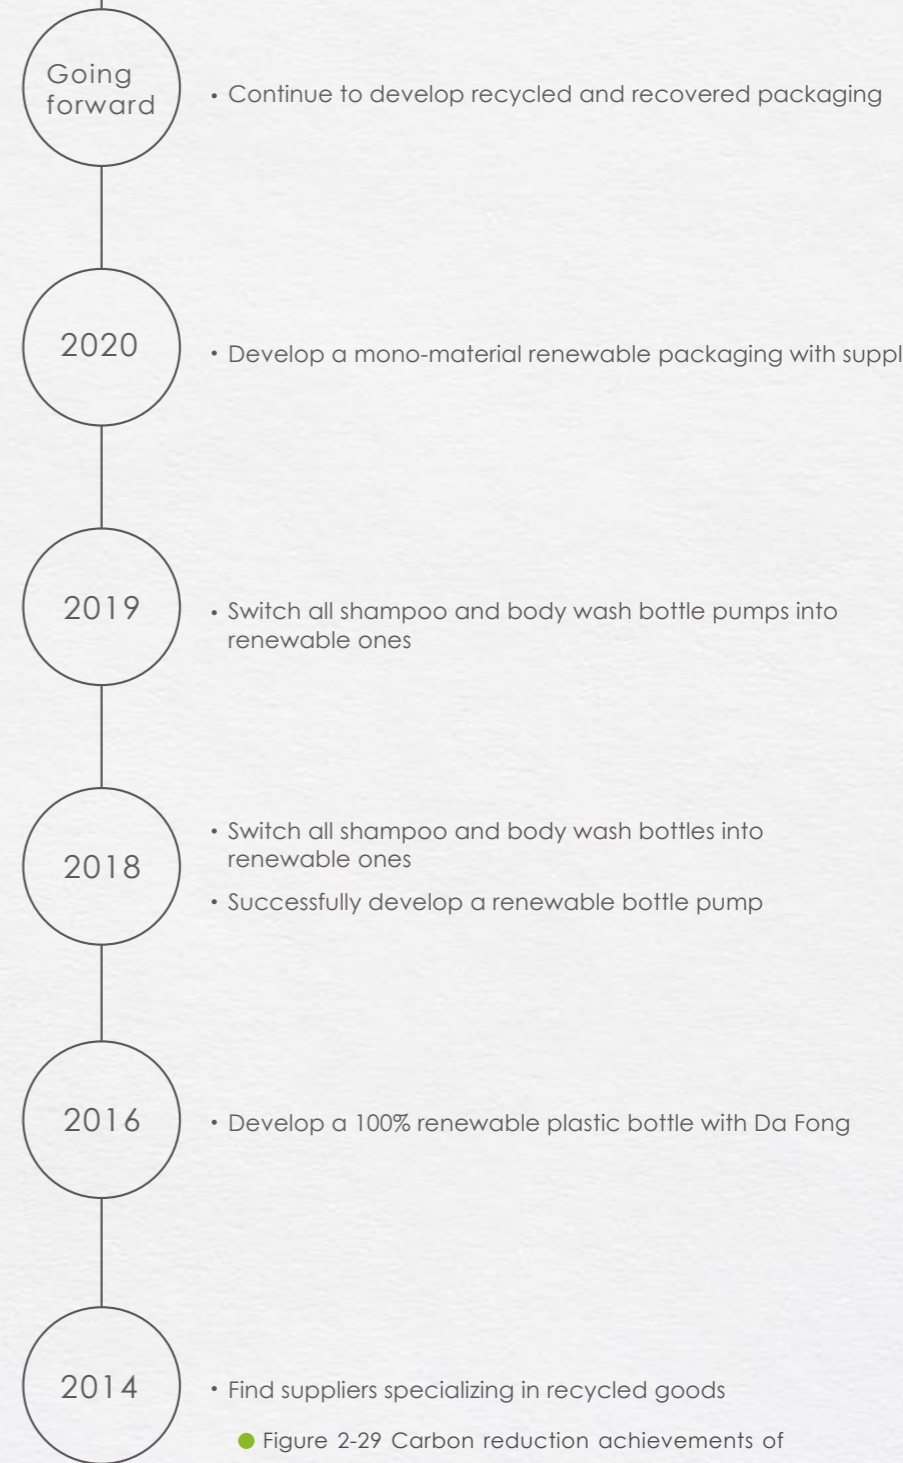 Going
forward
• Continue to develop recycled and recovered packaging
2020
• Develop a mono-material renewable packaging with suppl
2019
• Switch all shampoo and body wash bottle pumps into
renewable ones
2018
• Switch all shampoo and body wash bottles into
renewable ones
• Successfully develop a renewable bottle pump
2016
• Develop a 100% renewable plastic bottle with Da Fong
2014
• Find suppliers specializing in recycled goods
● Figure 2-29 Carbon reduction achievements of